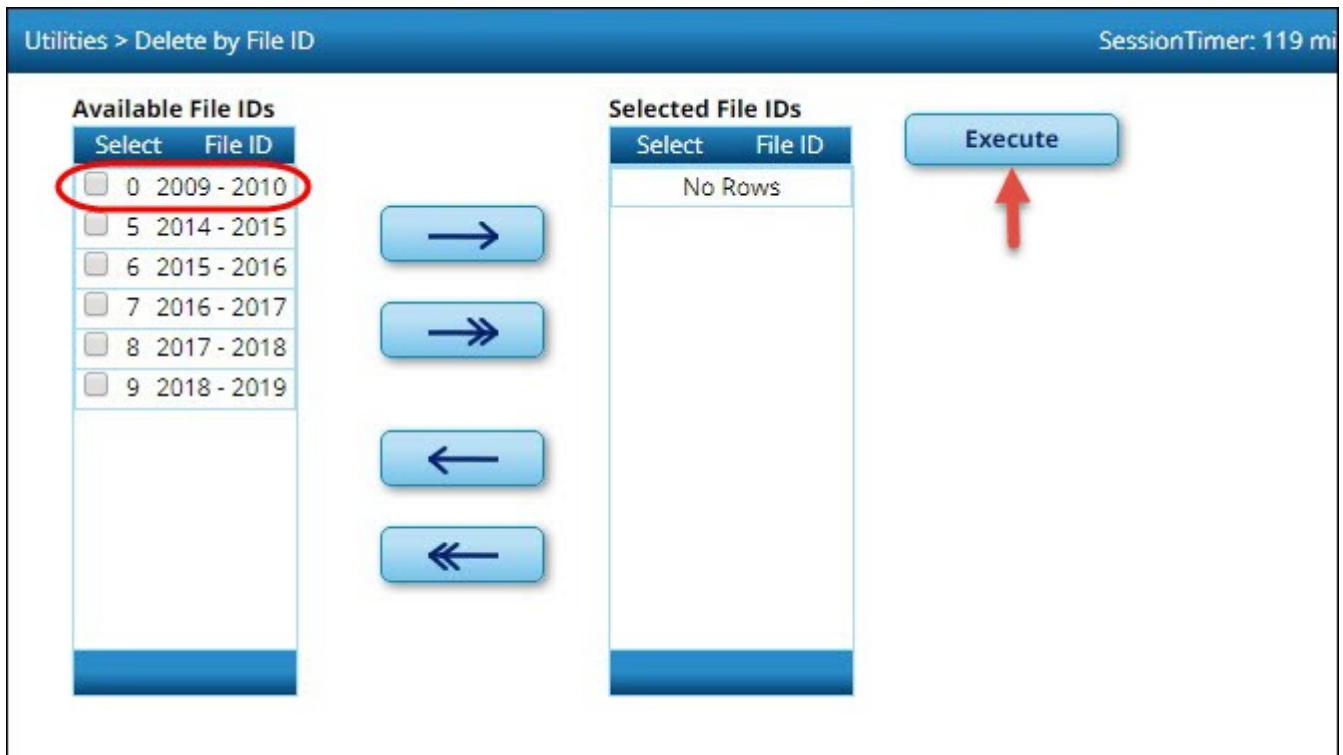 Utilities > Delete by File ID
SessionTimer: 119 mi
Available File IDs
Select File ID
0 2009 - 2010
5 2014 - 2015
6 2015 - 2016
7 2016 - 2017
8 2017 - 2018
9 2018 - 2019
Selected File IDs
Select File ID
No Rows
Execute